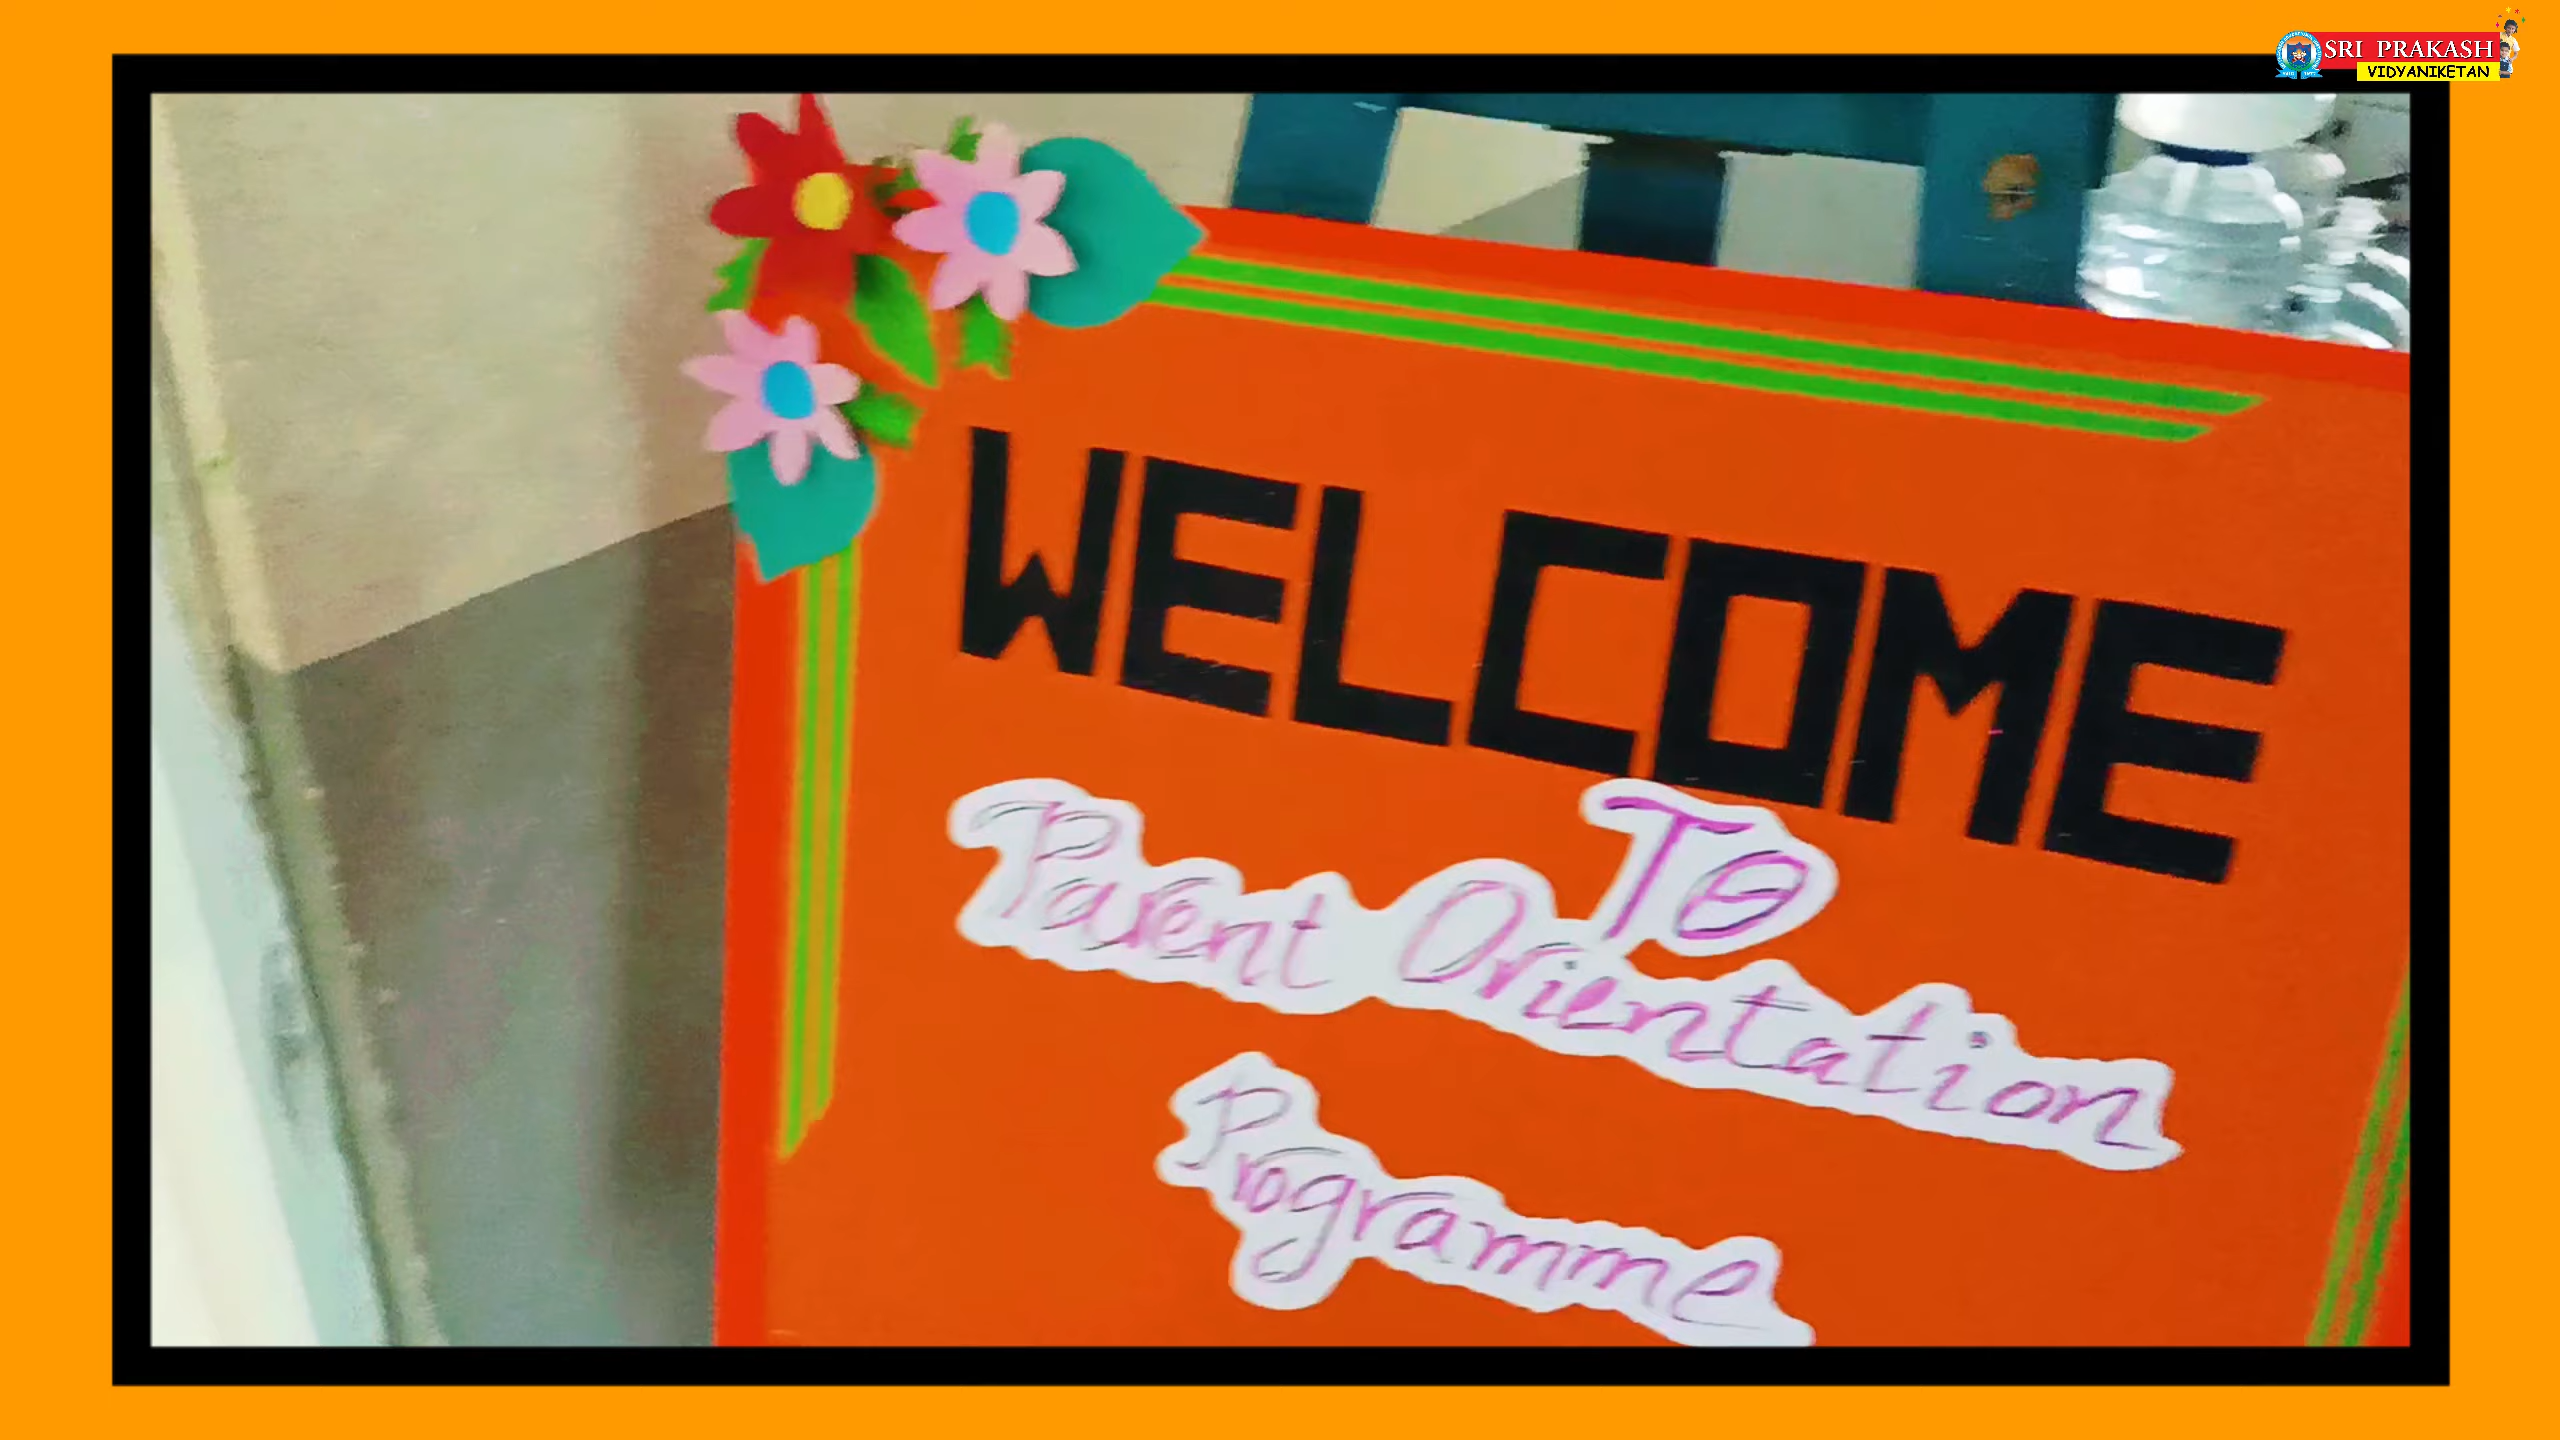 SRI PRAKASH
VIDYANIKETAN
WELCOME
To
Parent Orientation
Programme